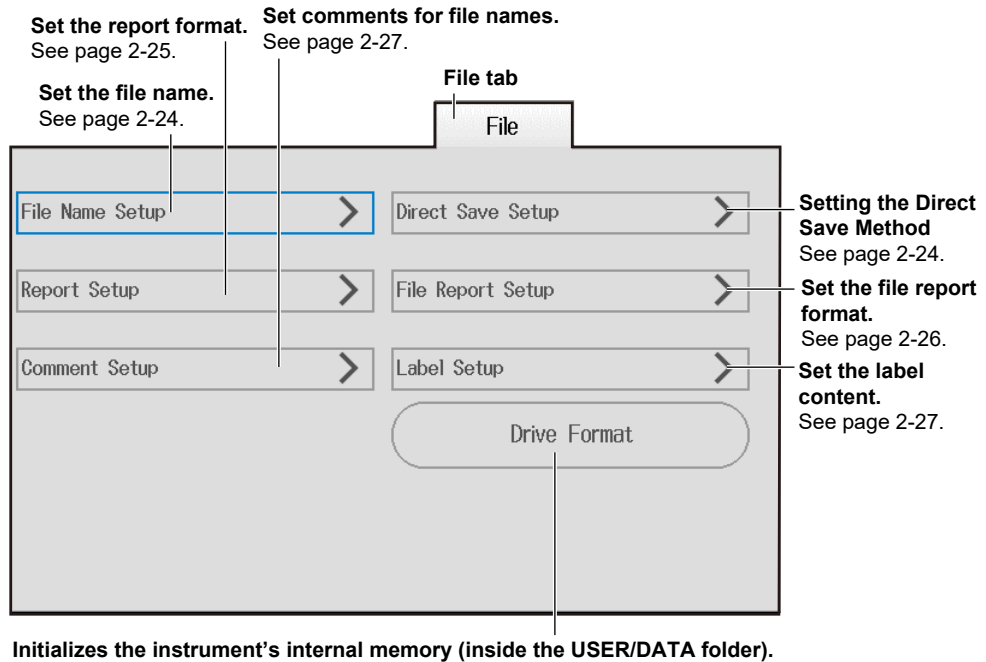 Set the report format.
See page 2-25.
Set comments for file names.
See page 2-27.
Set the file name.
See page 2-24.
File tab
File
File Name Setup
Direct Save Setup
Setting the Direct
Save Method
See page 2-24.
Report Setup
File Report Setup
Set the file report
format.
See page 2-26.
Comment Setup
Label Setup
Set the label
content.
See page 2-27.
Drive Format
Initializes the instrument's internal memory (inside the USER/DATA folder).